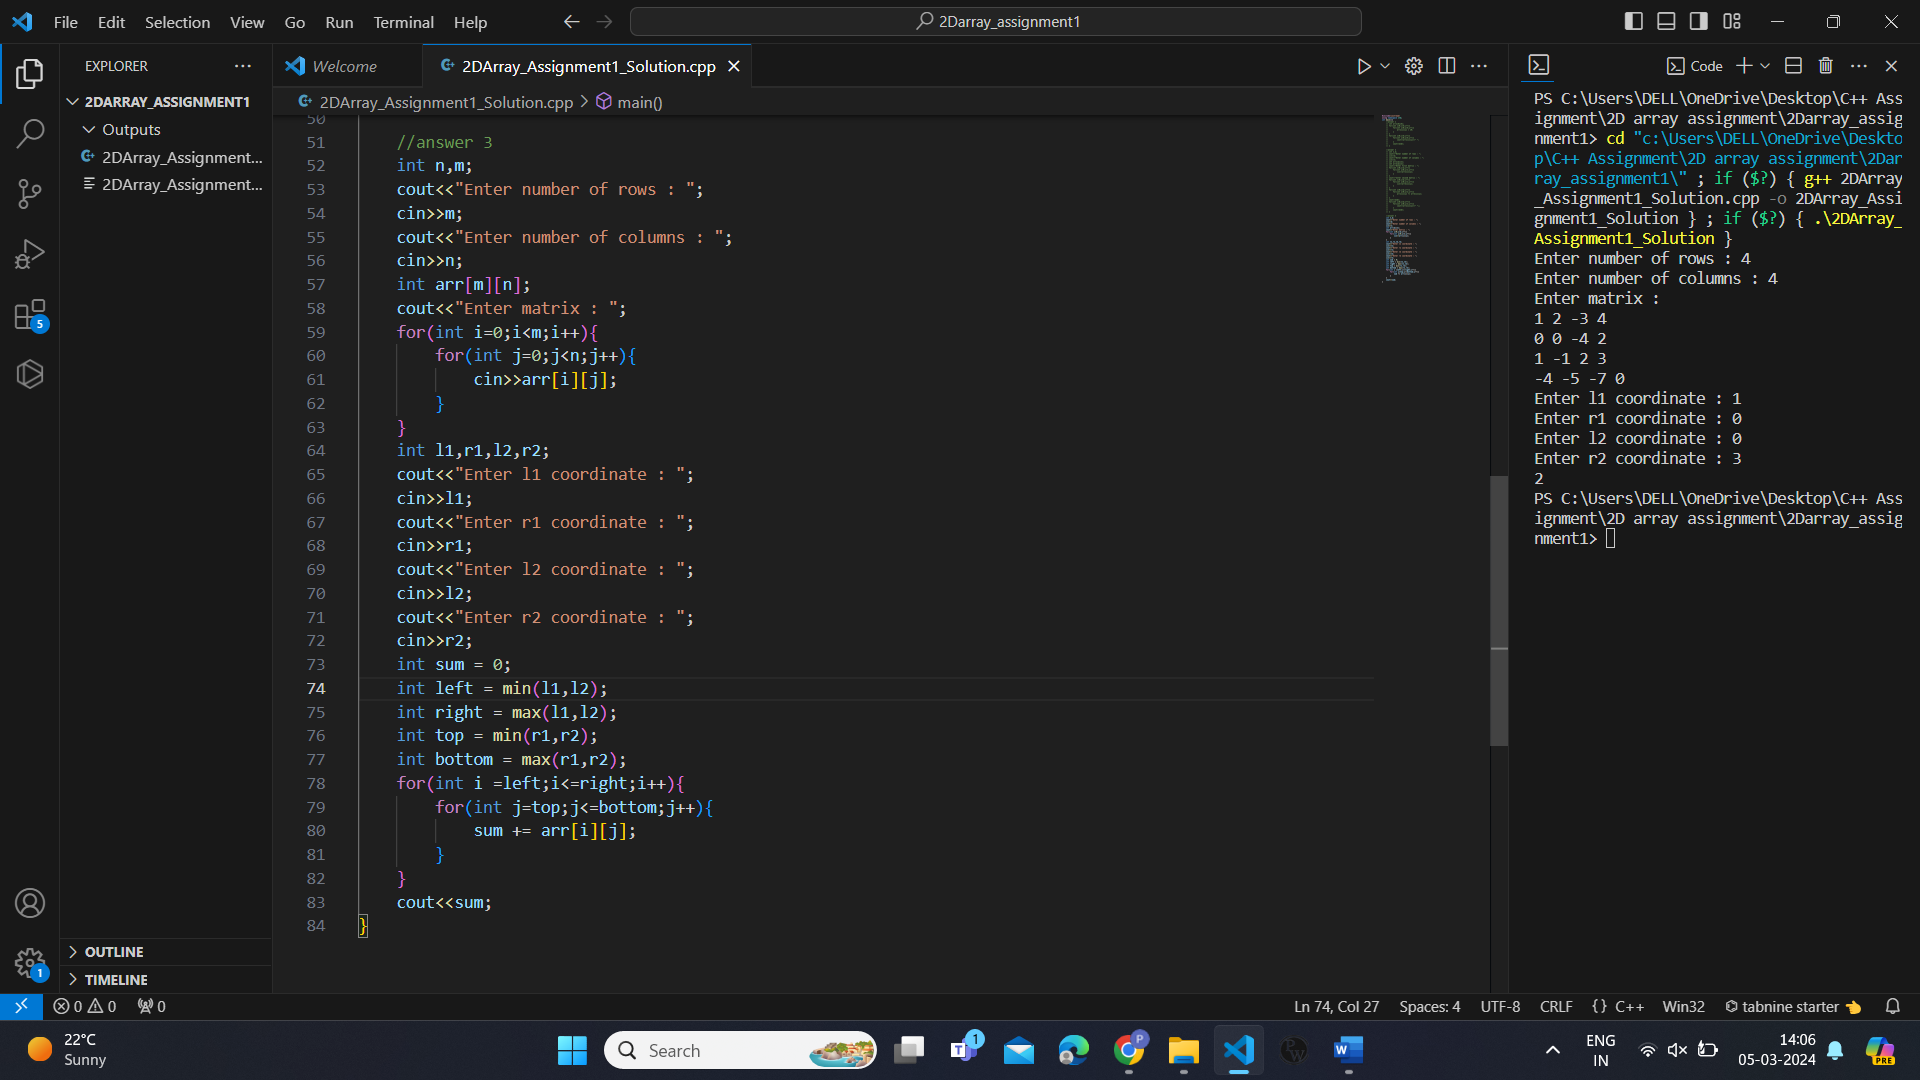 File Edit Selection View Go Run Terminal Help
2Darray_assignment1
EXPLORER
2DARRAY_ASSIGNMENT1
Outputs
2DArray_Assignment...
2DArray_Assignment...
OUTLINE
TIMELINE
5
1
Welcome
2DArray_Assignment1_Solution.cpp
2DArray_Assignment1_Solution.cpp > main()
50
51 //answer 3
52 int n,m;
53 cout<<"Enter number of rows : ";
54 cin>>m;
55 cout<<"Enter number of columns : ";
56 cin>>n;
57 int arr[m][n];
58 cout<<"Enter matrix : ";
59 for(int i=0;i<m;i++){
60 for(int j=0;j<n;j++){
61 cin>>arr[i][j];
62 }
63 }
64 int l1,r1,l2,r2;
65 cout<<"Enter l1 coordinate : ";
66 cin>>l1;
67 cout<<"Enter r1 coordinate : ";
68 cin>>r1;
69 cout<<"Enter l2 coordinate : ";
70 cin>>l2;
71 cout<<"Enter r2 coordinate : ";
72 cin>>r2;
73 int sum = 0;
74 int left = min(l1,l2);
75 int right = max(l1,l2);
76 int top = min(r1,r2);
77 int bottom = max(r1,r2);
78 for(int i =left;i<=right;i++){
79 for(int j=top;j<=bottom;j++){
80 sum += arr[i][j];
81 }
82 }
83 cout<<sum;
84 }
Code
PS C:\Users\DELL\OneDrive\Desktop\C++ Ass
ignment\2D array assignment\2Darray_assig
nment1> cd "c:\Users\DELL\OneDrive\Deskto
p\C++ Assignment\2D array assignment\2Dar
ray_assignment1\" ; if ($?) { g++ 2DArray
_Assignment1_Solution.cpp -o 2DArray_Assi
gnment1_Solution } ; if ($?) { .\2DArray_
Assignment1_Solution }
Enter number of rows : 4
Enter number of columns : 4
Enter matrix :
1 2 -3 4
0 0 -4 2
1 -1 2 3
-4 -5 -7 0
Enter l1 coordinate : 1
Enter r1 coordinate : 0
Enter l2 coordinate : 0
Enter r2 coordinate : 3
2
PS C:\Users\DELL\OneDrive\Desktop\C++ Ass
ignment\2D array assignment\2Darray_assig
nment1>
0 0 0
Ln 74, Col 27 Spaces: 4 UTF-8 CRLF {} C++ Win32 tabnine starter
22°C
Sunny
Search
1
P
W
ENG
IN
14:06
05-03-2024
PRE